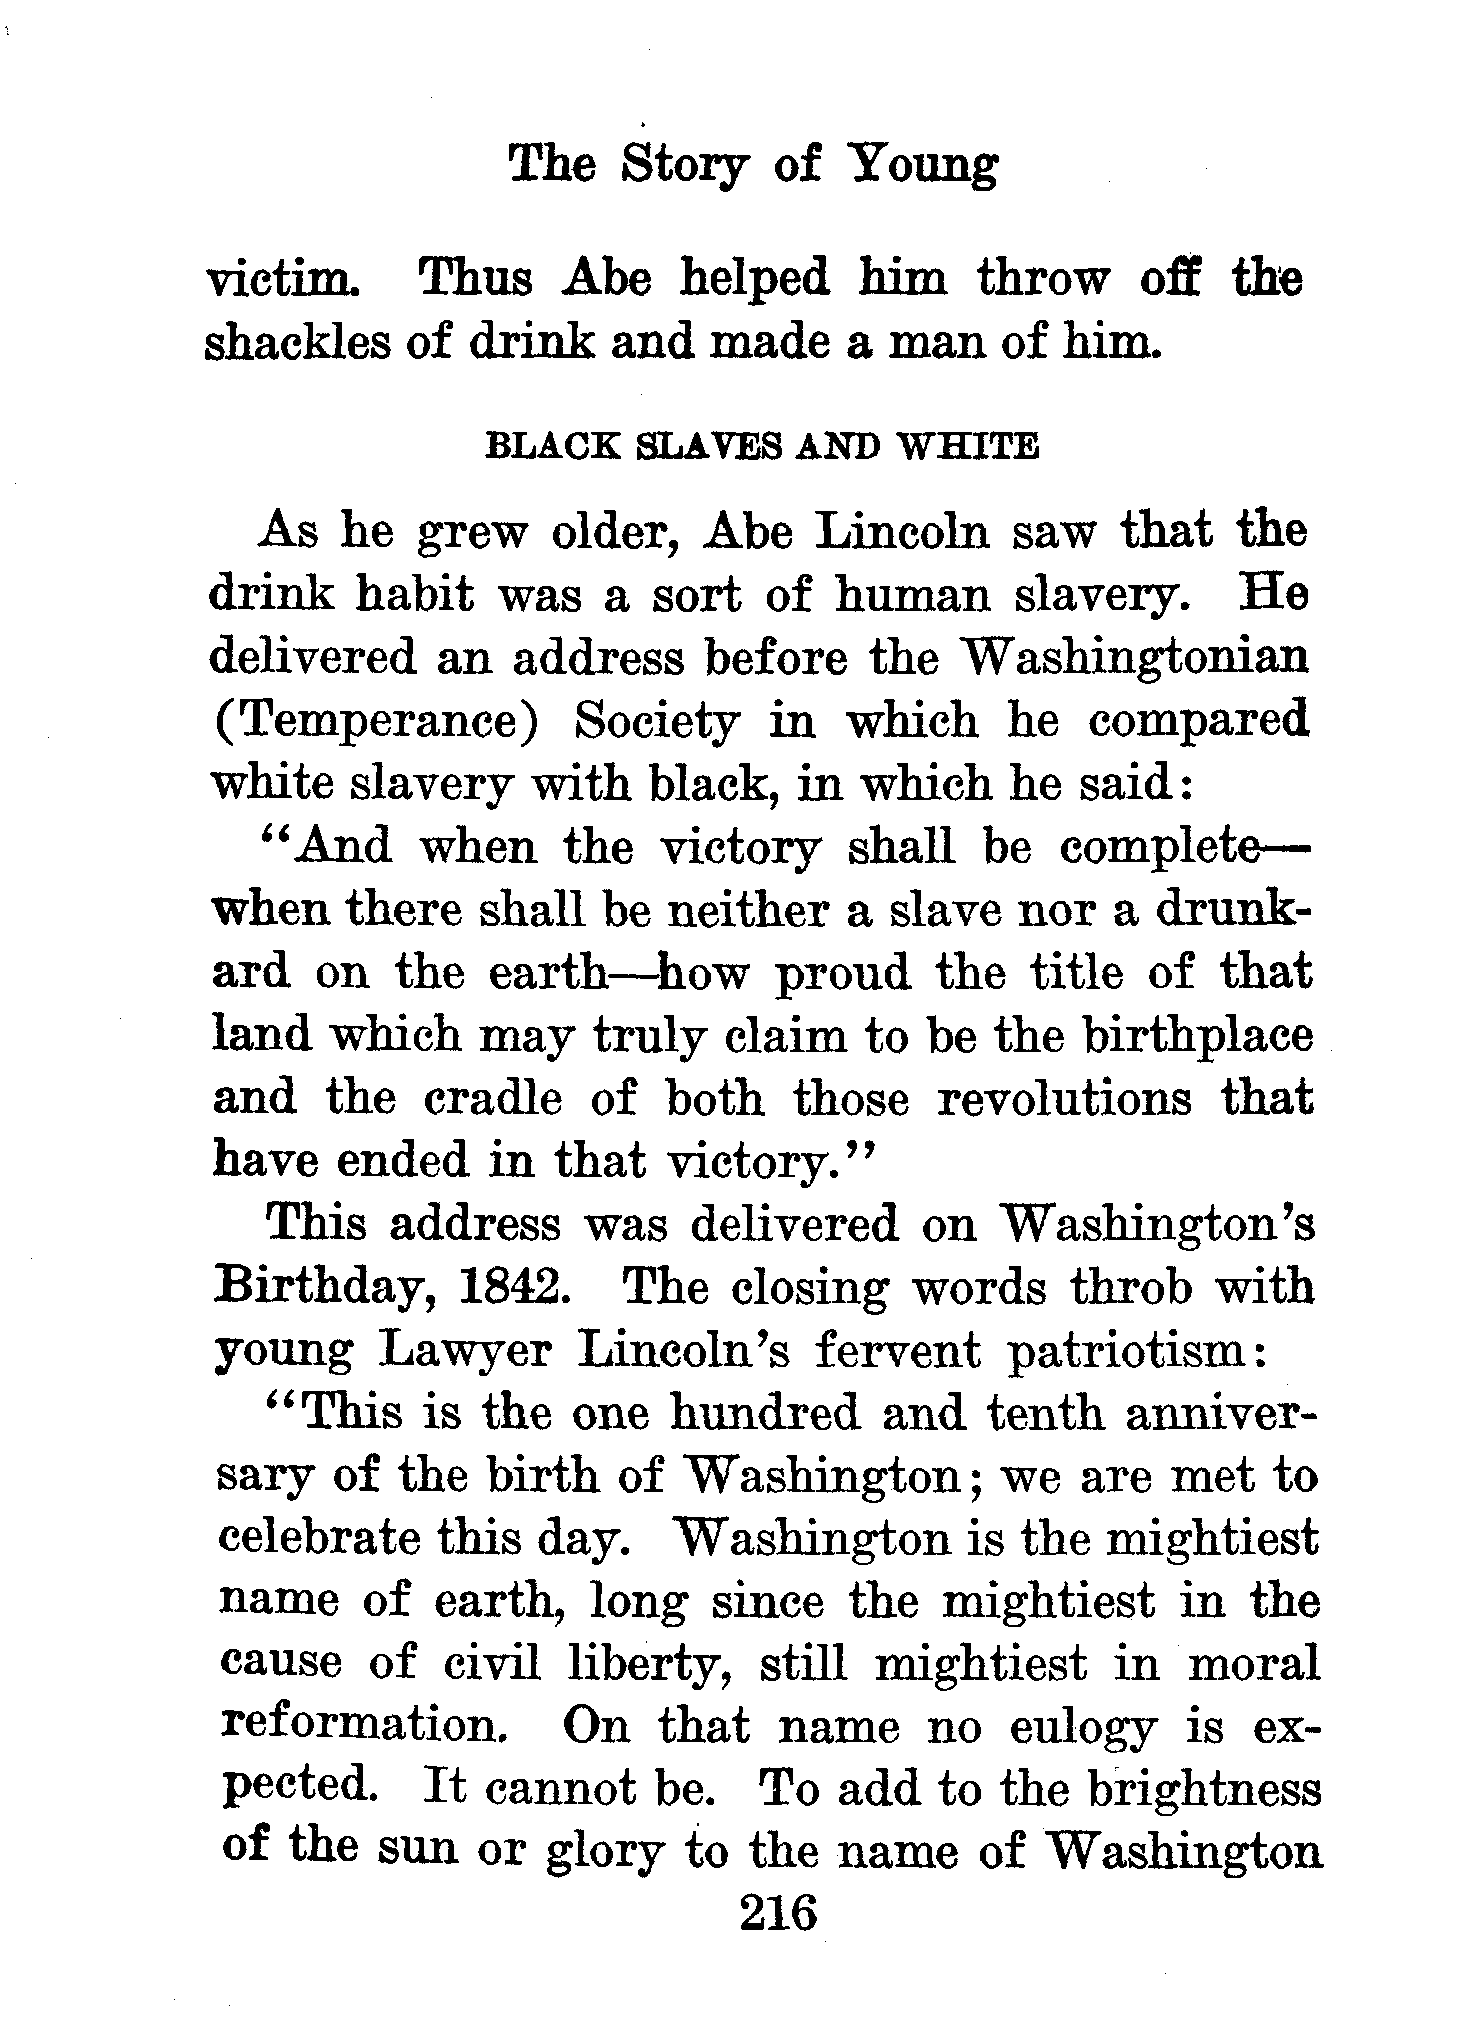 The Story of Young
victim. Thus Abe helped him throw off the
shackles of drink and made a man of him.
BLACK SLAVES AND WHITE
As he grew older, Abe Lincoln saw that the
drink habit was a sort of human slavery. He
delivered an address before the Washingtonian
(Temperance) Society in which he compared
white slavery with black, in which he said:
“And when the victory shall be complete—
when there shall be neither a slave nor a drunk-
ard on the earth—how proud the title of that
land which may truly claim to be the birthplace
and the cradle of both those revolutions that
have ended in that victory.”
This address was delivered on Washington’s
Birthday, 1842. The closing words throb with
young Lawyer Lincoln’s fervent patriotism:
“This is the one hundred and tenth anniver-
sary of the birth of Washington; we are met to
celebrate this day. Washington is the mightiest
name of earth, long since the mightiest in the
cause of civil liberty, still mightiest in moral
reformation. On that name no eulogy is ex-
pected. It cannot be. To add to the brightness
of the sun or glory to the name of Washington
216